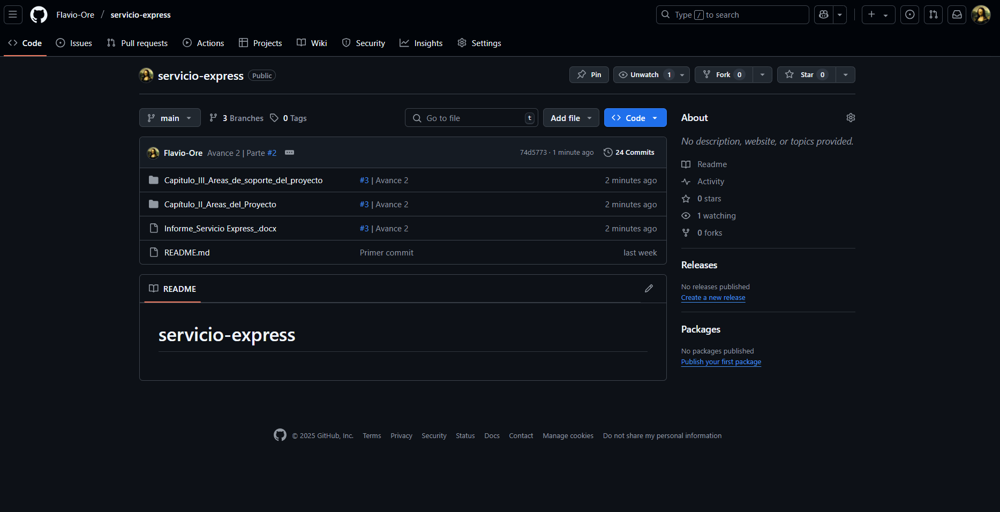 Flavio-Ore / servicio-express
Type / to search
Code
Issues
Pull requests
Actions
Projects
Wiki
Security
Insights
Settings
servicio-express Public
Pin
Unwatch 1
Fork 0
Star 0
main
3 Branches
0 Tags
Go to file t
Add file
Code
Flavio-Ore Avance 2 | Parte #2
74d5773 · 1 minute ago
24 Commits
Capitulo_III_Areas_de_soporte_del_proyecto #3 | Avance 2 2 minutes ago
Capítulo_II_Areas_del_Proyecto #3 | Avance 2 2 minutes ago
Informe_Servicio Express_.docx #3 | Avance 2 2 minutes ago
README.md Primer commit last week
README
servicio-express
About
No description, website, or topics provided.
Readme
Activity
0 stars
1 watching
0 forks
Releases
No releases published
Create a new release
Packages
No packages published
Publish your first package
© 2025 GitHub, Inc. Terms Privacy Security Status Docs Contact Manage cookies Do not share my personal information